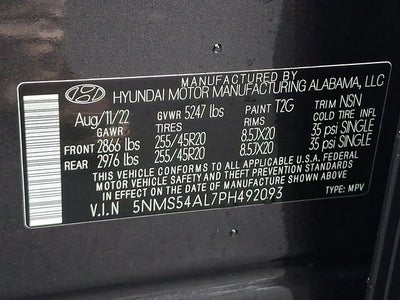 MANUFACTURED BY
HYUNDAI MOTOR MANUFACTURING ALABAMA, LLC
Aug/11/22 GVWR 5247 lbs PAINT T2G TRIM NSN
GAWR TIRES RIMS COLD TIRE INFL
FRONT 2866 lbs 255/45R20 8.5JX20 35 psi SINGLE
REAR 2976 lbs 255/45R20 8.5JX20 35 psi SINGLE
THIS VEHICLE CONFORMS TO ALL APPLICABLE U.S.A. FEDERAL
MOTOR VEHICLE SAFETY AND THEFT PREVENTION STANDARDS
IN EFFECT ON THE DATE OF MANUFACTURE SHOWN ABOVE.
V.I.N 5NMS54AL7PH492093 TYPE: MPV